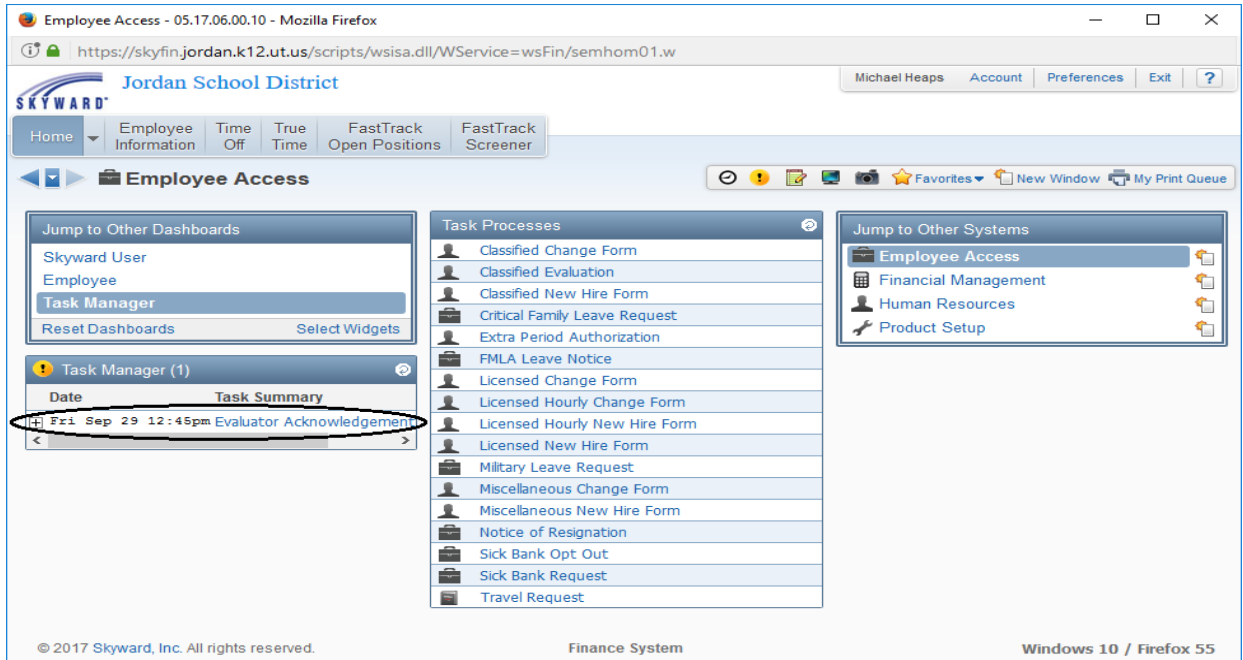 Employee Access - 05.17.06.00.10 - Mozilla Firefox
https://skyfin.jordan.k12.ut.us/scripts/wsisa.dll/WService=wsFin/semhom01.w
SKYWARD
Jordan School District
Michael Heaps Account Preferences Exit ?
Home Employee Information Time Off True Time FastTrack Open Positions FastTrack Screener
Employee Access
Favorites New Window My Print Queue
Jump to Other Dashboards
Skyward User
Employee
Task Manager
Reset Dashboards Select Widgets
Task Manager (1)
Date Task Summary
Fri Sep 29 12:45pm Evaluator Acknowledgement
Task Processes
Classified Change Form
Classified Evaluation
Classified New Hire Form
Critical Family Leave Request
Extra Period Authorization
FMLA Leave Notice
Licensed Change Form
Licensed Hourly Change Form
Licensed Hourly New Hire Form
Licensed New Hire Form
Military Leave Request
Miscellaneous Change Form
Miscellaneous New Hire Form
Notice of Resignation
Sick Bank Opt Out
Sick Bank Request
Travel Request
Jump to Other Systems
Employee Access
Financial Management
Human Resources
Product Setup
© 2017 Skyward, Inc. All rights reserved. Finance System Windows 10 / Firefox 55